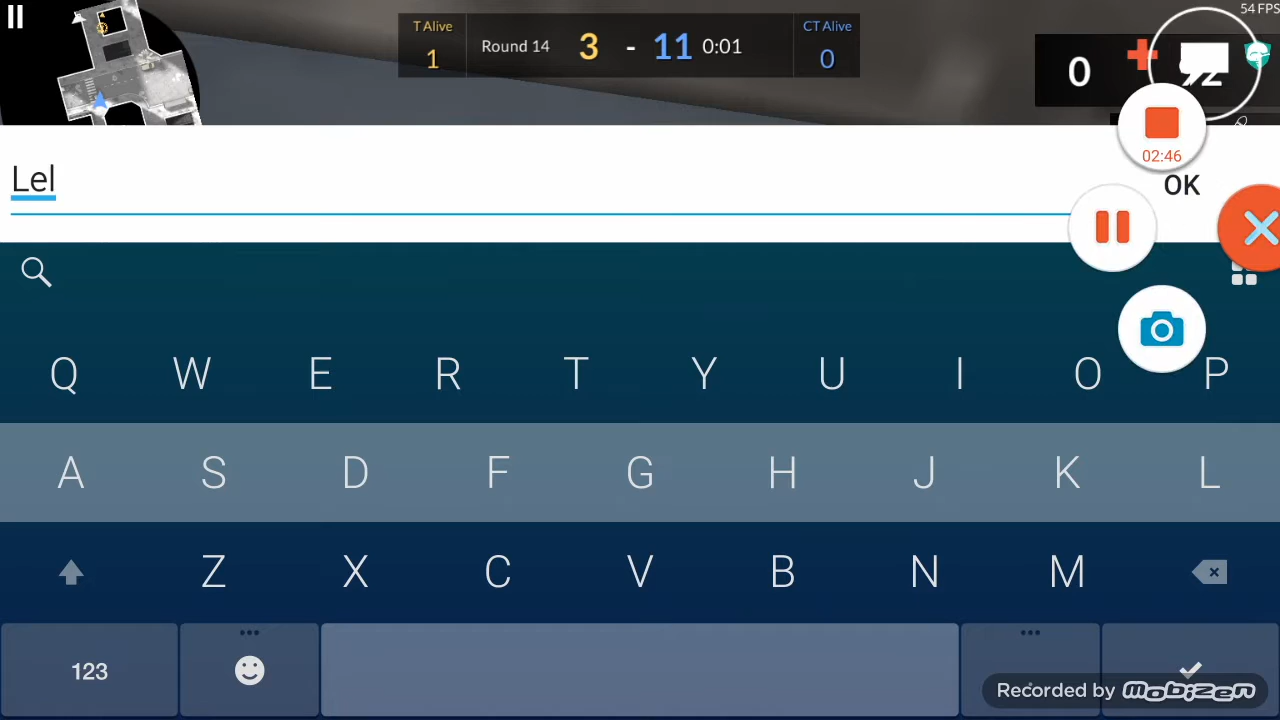 54 FPS
T Alive
1
Round 14
3 - 11
0:01
CT Alive
0
0
02:46
Lel
OK
Q W E R T Y U I O P
A S D F G H J K L
Z X C V B N M
123
Recorded by Mobizen